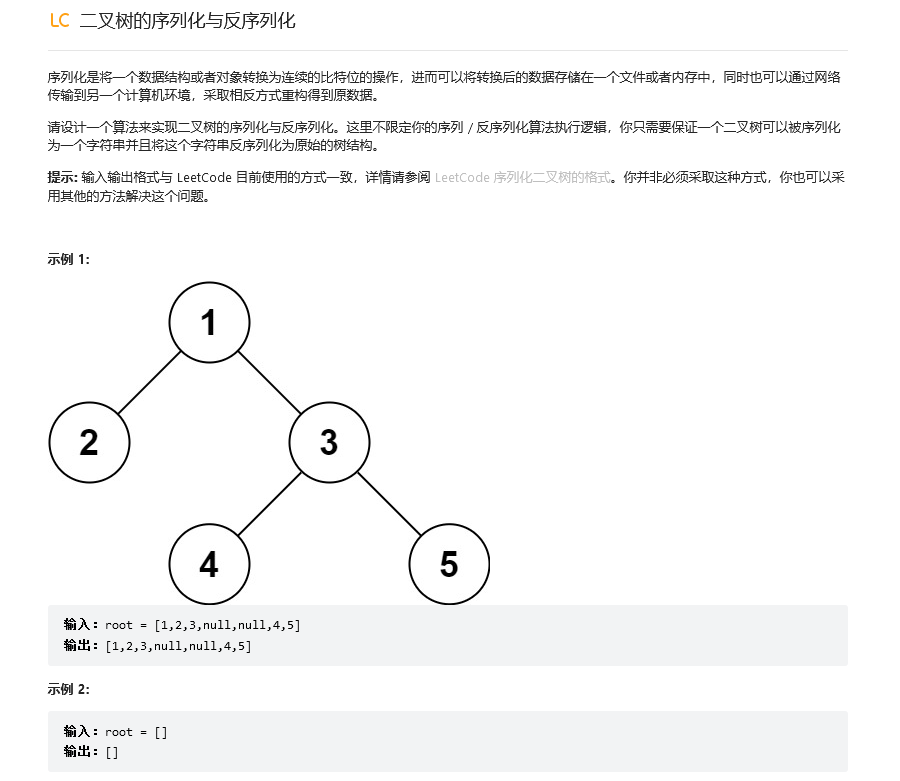 LC 二叉树的序列化与反序列化
序列化是将一个数据结构或者对象转换为连续的比特位的操作，进而可以将转换后的数据存储在一个文件或者内存中，同时也可以通过网络
传输到另一个计算机环境，采取相反方式重构得到原数据。
请设计一个算法来实现二叉树的序列化与反序列化。这里不限定你的序列 / 反序列化算法执行逻辑，你只需要保证一个二叉树可以被序列化
为一个字符串并且将这个字符串反序列化为原始的树结构。
提示: 输入输出格式与 LeetCode 目前使用的方式一致，详情请参阅 LeetCode 序列化二叉树的格式。你并非必须采取这种方式，你也可以采
用其他的方法解决这个问题。
示例 1:
1
2 3
4 5
输入：root = [1,2,3,null,null,4,5]
输出：[1,2,3,null,null,4,5]
示例 2:
输入：root = []
输出：[]